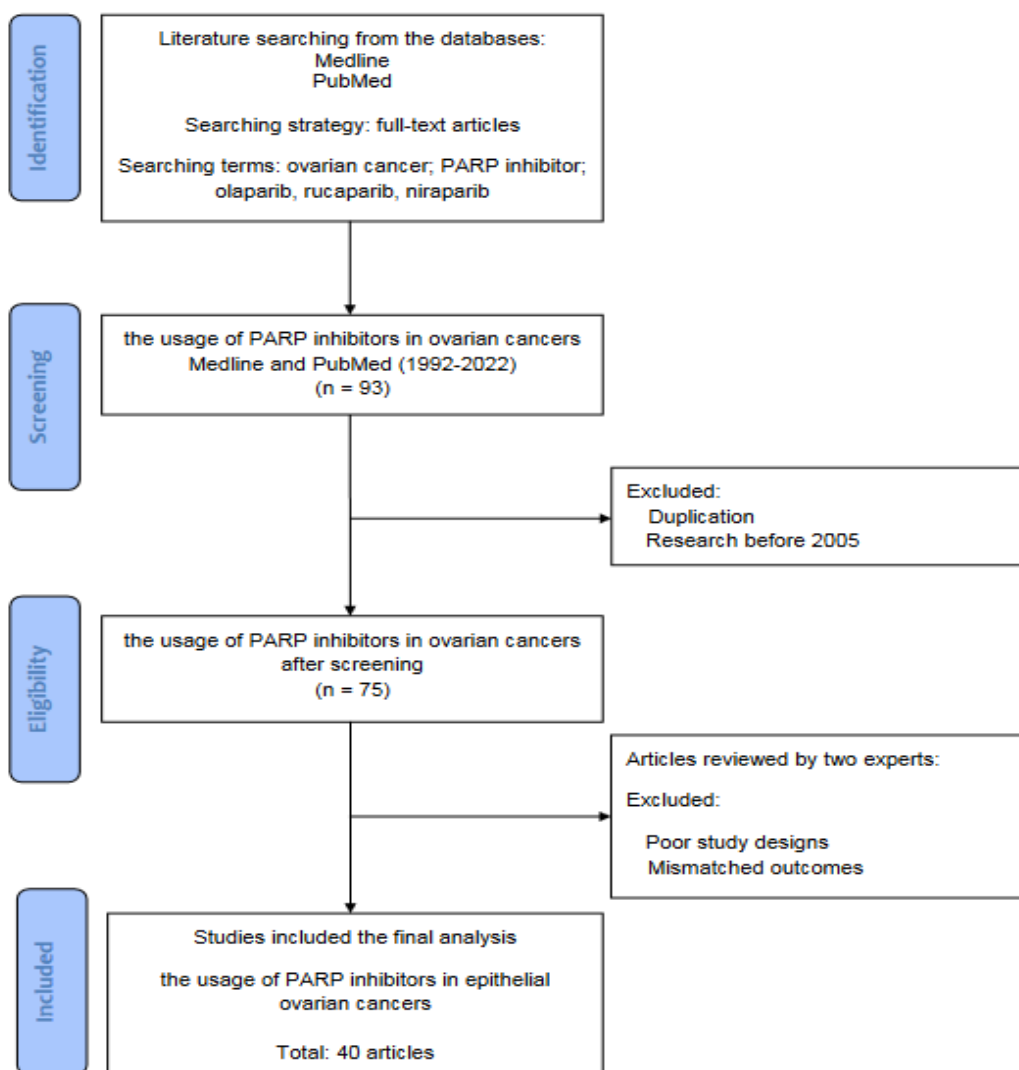 Identification
Literature searching from the databases:
Medline
PubMed
Searching strategy: full-text articles
Searching terms: ovarian cancer; PARP inhibitor;
olaparib, rucaparib, niraparib
Screening
the usage of PARP inhibitors in ovarian cancers
Medline and PubMed (1992-2022)
(n = 93)
Excluded:
Duplication
Research before 2005
Eligibility
the usage of PARP inhibitors in ovarian cancers
after screening
(n = 75)
Articles reviewed by two experts:
Excluded:
Poor study designs
Mismatched outcomes
Included
Studies included the final analysis
the usage of PARP inhibitors in epithelial
ovarian cancers
Total: 40 articles